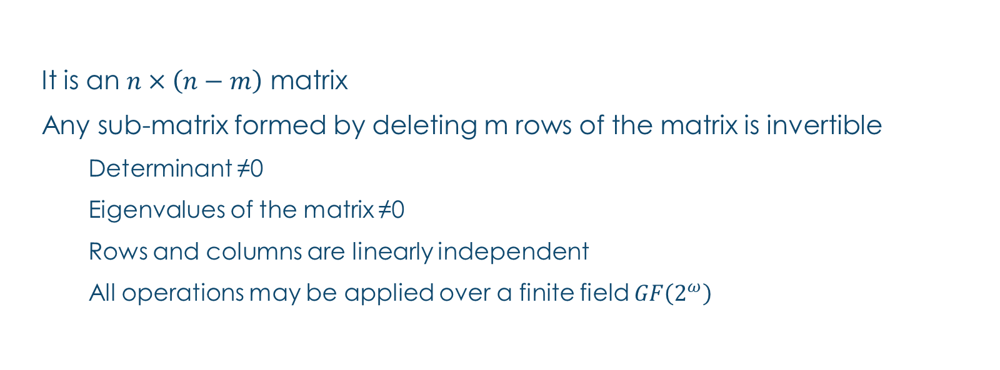 It is an n × (n − m) matrix
Any sub-matrix formed by deleting m rows of the matrix is invertible
Determinant ≠0
Eigenvalues of the matrix ≠0
Rows and columns are linearly independent
All operations may be applied over a finite field GF(2^ω)